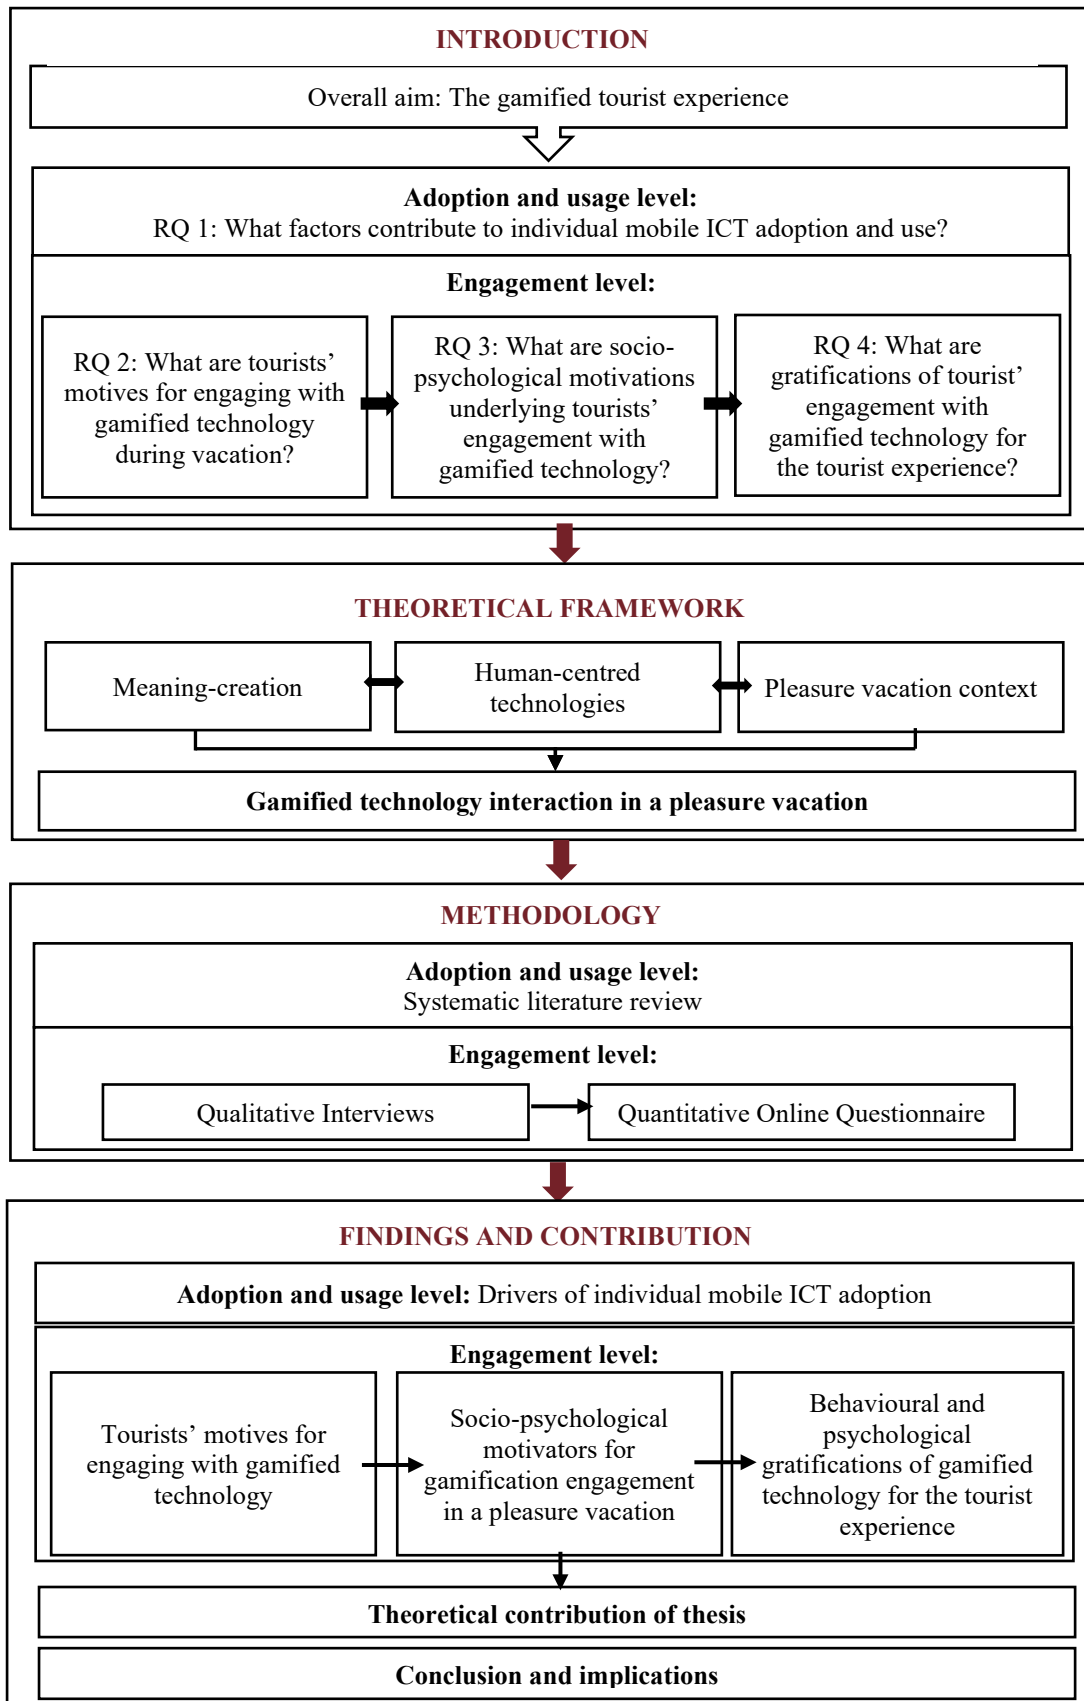 INTRODUCTION
Overall aim: The gamified tourist experience
Adoption and usage level:
RQ 1: What factors contribute to individual mobile ICT adoption and use?
Engagement level:
RQ 2: What are tourists’
motives for engaging with
gamified technology
during vacation?
RQ 3: What are socio-
psychological motivations
underlying tourists’
engagement with
gamified technology?
RQ 4: What are
gratifications of tourist’
engagement with
gamified technology for
the tourist experience?
THEORETICAL FRAMEWORK
Meaning-creation
Human-centred
technologies
Pleasure vacation context
Gamified technology interaction in a pleasure vacation
METHODOLOGY
Adoption and usage level:
Systematic literature review
Engagement level:
Qualitative Interviews
Quantitative Online Questionnaire
FINDINGS AND CONTRIBUTION
Adoption and usage level: Drivers of individual mobile ICT adoption
Engagement level:
Tourists’ motives for
engaging with gamified
technology
Socio-psychological
motivators for
gamification engagement
in a pleasure vacation
Behavioural and
psychological
gratifications of gamified
technology for the tourist
experience
Theoretical contribution of thesis
Conclusion and implications